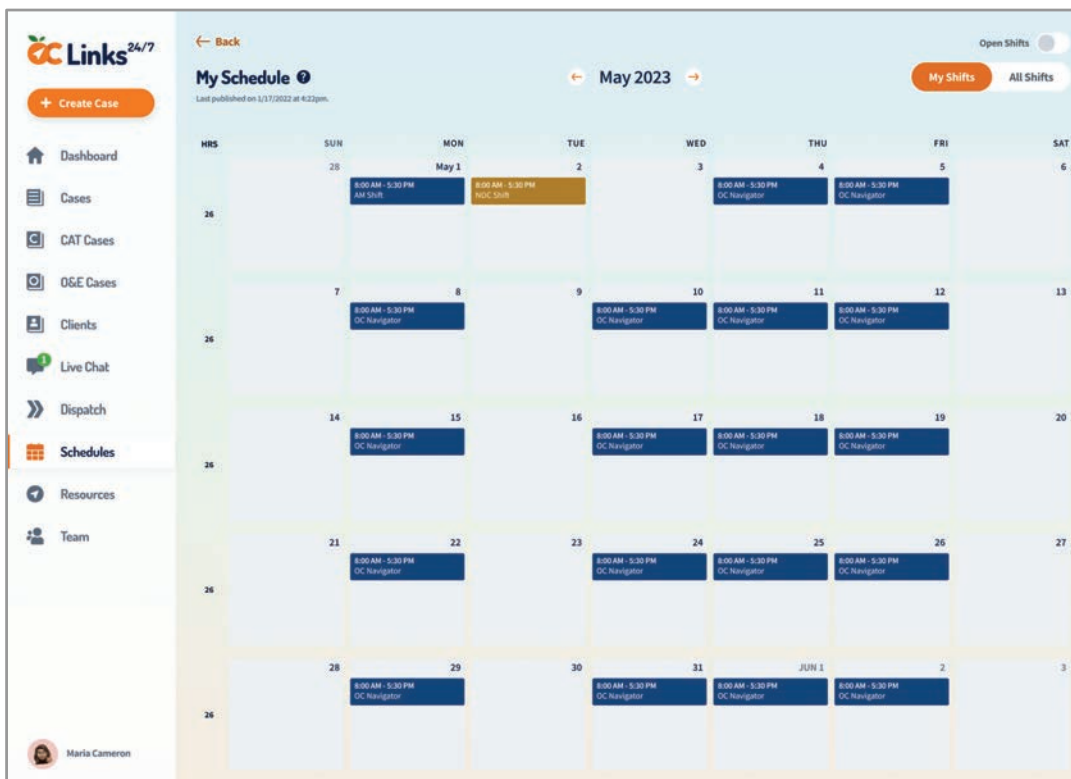 OC Links 24/7
+ Create Case
Dashboard
Cases
CAT Cases
O&E Cases
Clients
1
Live Chat
Dispatch
Schedules
Resources
Team
Maria Cameron
← Back
My Schedule ?
Last published on 1/17/2022 at 4:22pm.
← May 2023 →
Open Shifts
My Shifts All Shifts
HRS SUN MON TUE WED THU FRI SAT
28 May 1 2 3 4 5 6
8:00 AM - 5:30 PM 8:00 AM - 5:30 PM 8:00 AM - 5:30 PM 8:00 AM - 5:30 PM
AM Shift NOC Shift OC Navigator OC Navigator
26
7 8 9 10 11 12 13
8:00 AM - 5:30 PM 8:00 AM - 5:30 PM 8:00 AM - 5:30 PM 8:00 AM - 5:30 PM
OC Navigator OC Navigator OC Navigator OC Navigator
26
14 15 16 17 18 19 20
8:00 AM - 5:30 PM 8:00 AM - 5:30 PM 8:00 AM - 5:30 PM 8:00 AM - 5:30 PM
OC Navigator OC Navigator OC Navigator OC Navigator
26
21 22 23 24 25 26 27
8:00 AM - 5:30 PM 8:00 AM - 5:30 PM 8:00 AM - 5:30 PM 8:00 AM - 5:30 PM
OC Navigator OC Navigator OC Navigator OC Navigator
26
28 29 30 31 JUN 1 2 3
8:00 AM - 5:30 PM 8:00 AM - 5:30 PM 8:00 AM - 5:30 PM 8:00 AM - 5:30 PM
OC Navigator OC Navigator OC Navigator OC Navigator
26